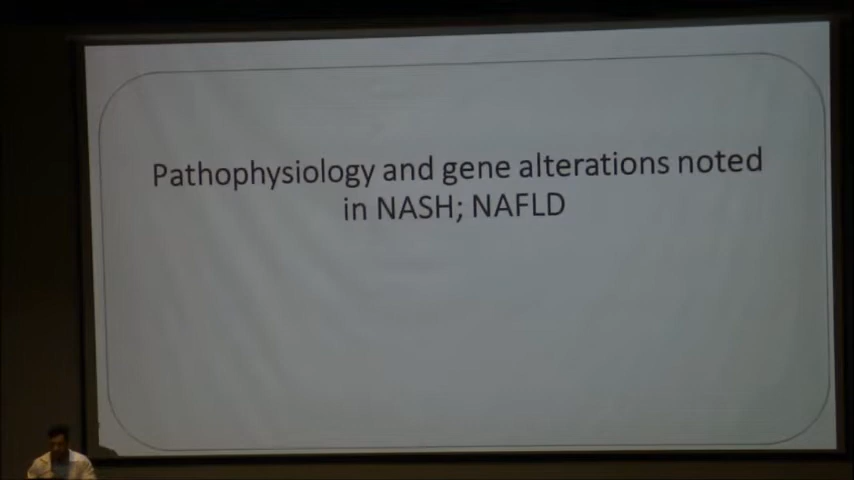 Pathophysiology and gene alterations noted
in NASH; NAFLD